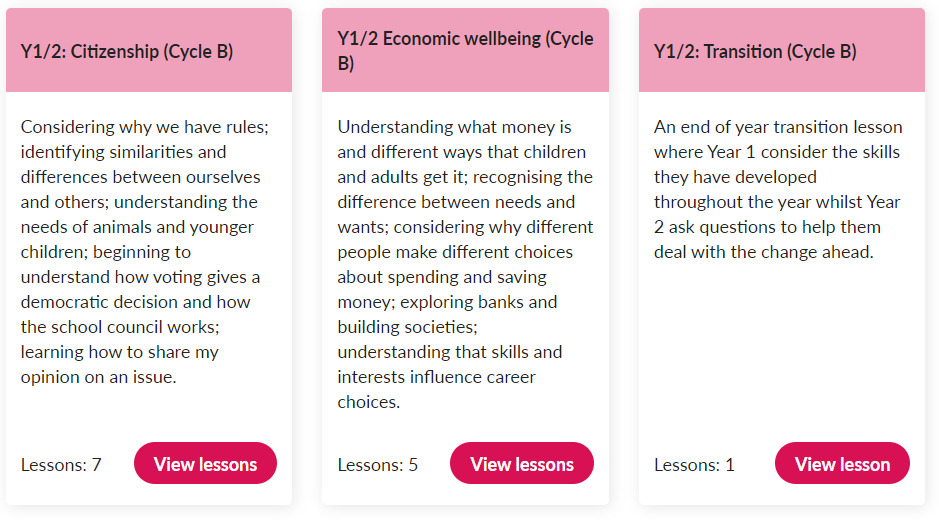 Y1/2: Citizenship (Cycle B)
Considering why we have rules;
identifying similarities and
differences between ourselves
and others; understanding the
needs of animals and younger
children; beginning to
understand how voting gives a
democratic decision and how
the school council works;
learning how to share my
opinion on an issue.
Lessons: 7
View lessons
Y1/2 Economic wellbeing (Cycle
B)
Understanding what money is
and different ways that children
and adults get it; recognising the
difference between needs and
wants; considering why different
people make different choices
about spending and saving
money; exploring banks and
building societies;
understanding that skills and
interests influence career
choices.
Lessons: 5
View lessons
Y1/2: Transition (Cycle B)
An end of year transition lesson
where Year 1 consider the skills
they have developed
throughout the year whilst Year
2 ask questions to help them
deal with the change ahead.
Lessons: 1
View lesson